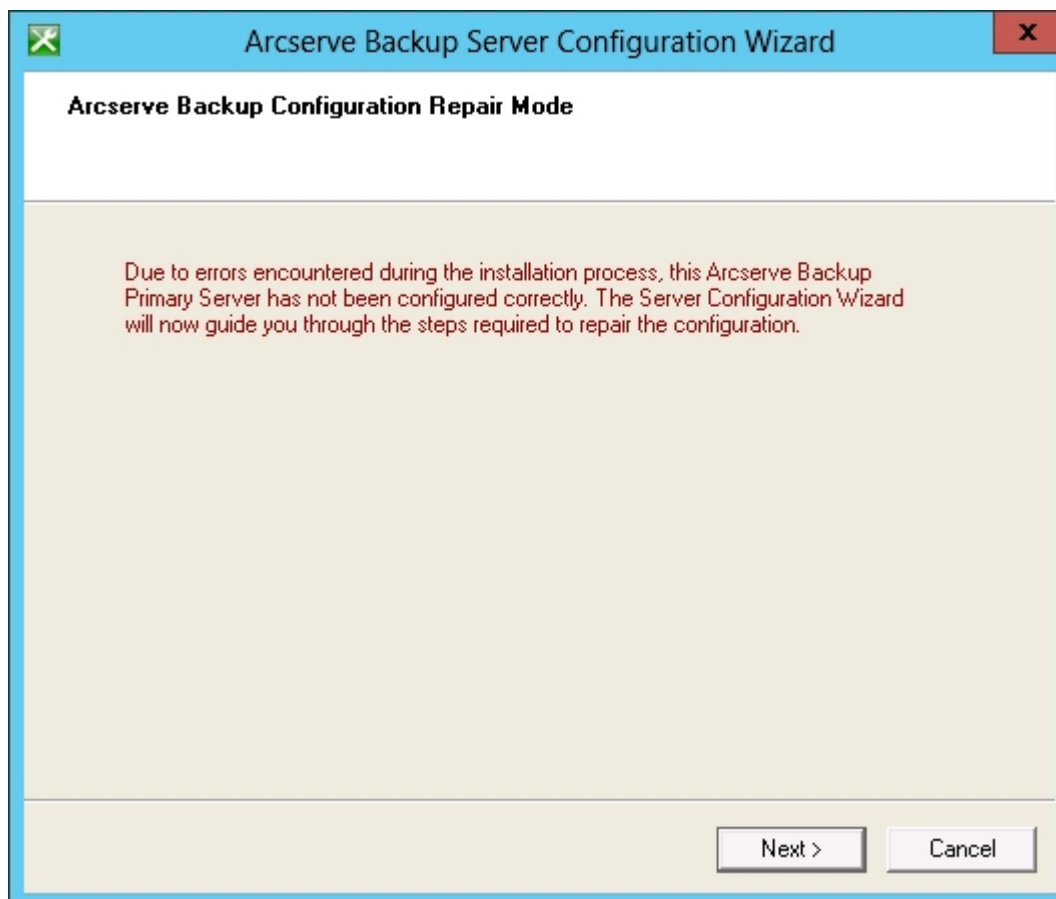 Arcserve Backup Server Configuration Wizard
x
Arcserve Backup Configuration Repair Mode
Due to errors encountered during the installation process, this Arcserve Backup
Primary Server has not been configured correctly. The Server Configuration Wizard
will now guide you through the steps required to repair the configuration.
Next >
Cancel